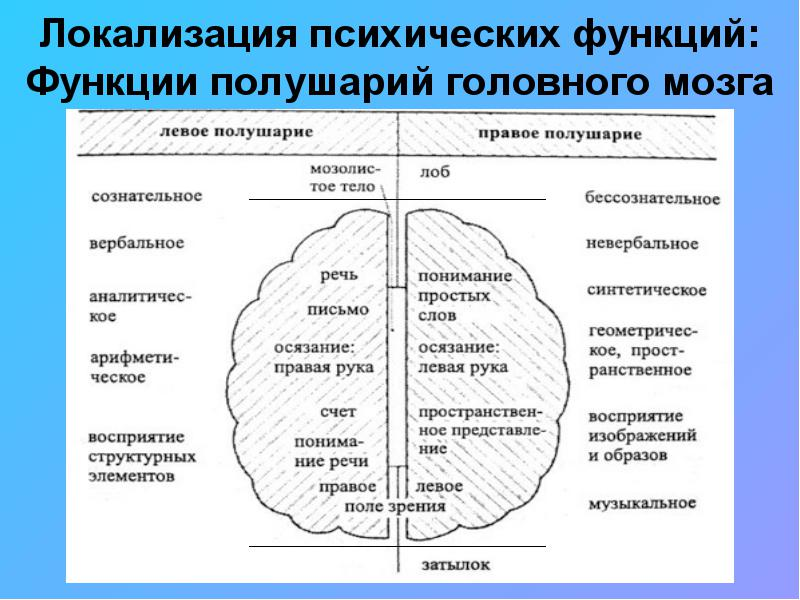 Локализация психических функций:
Функции полушарий головного мозга
левое полушарие
правое полушарие
мозолис-
тое тело
лоб
сознательное
вербальное
аналитичес-
кое
арифмети-
ческое
восприятие
структурных
элементов
речь
письмо
осязание:
правая рука
счет
понима-
ние речи
понимание
простых
слов
осязание:
левая рука
пространствен-
ное представле-
ние
правое левое
поле зрения
бессознательное
невербальное
синтетическое
геометричес-
кое, прост-
ранственное
восприятие
изображений
и образов
музыкальное
затылок